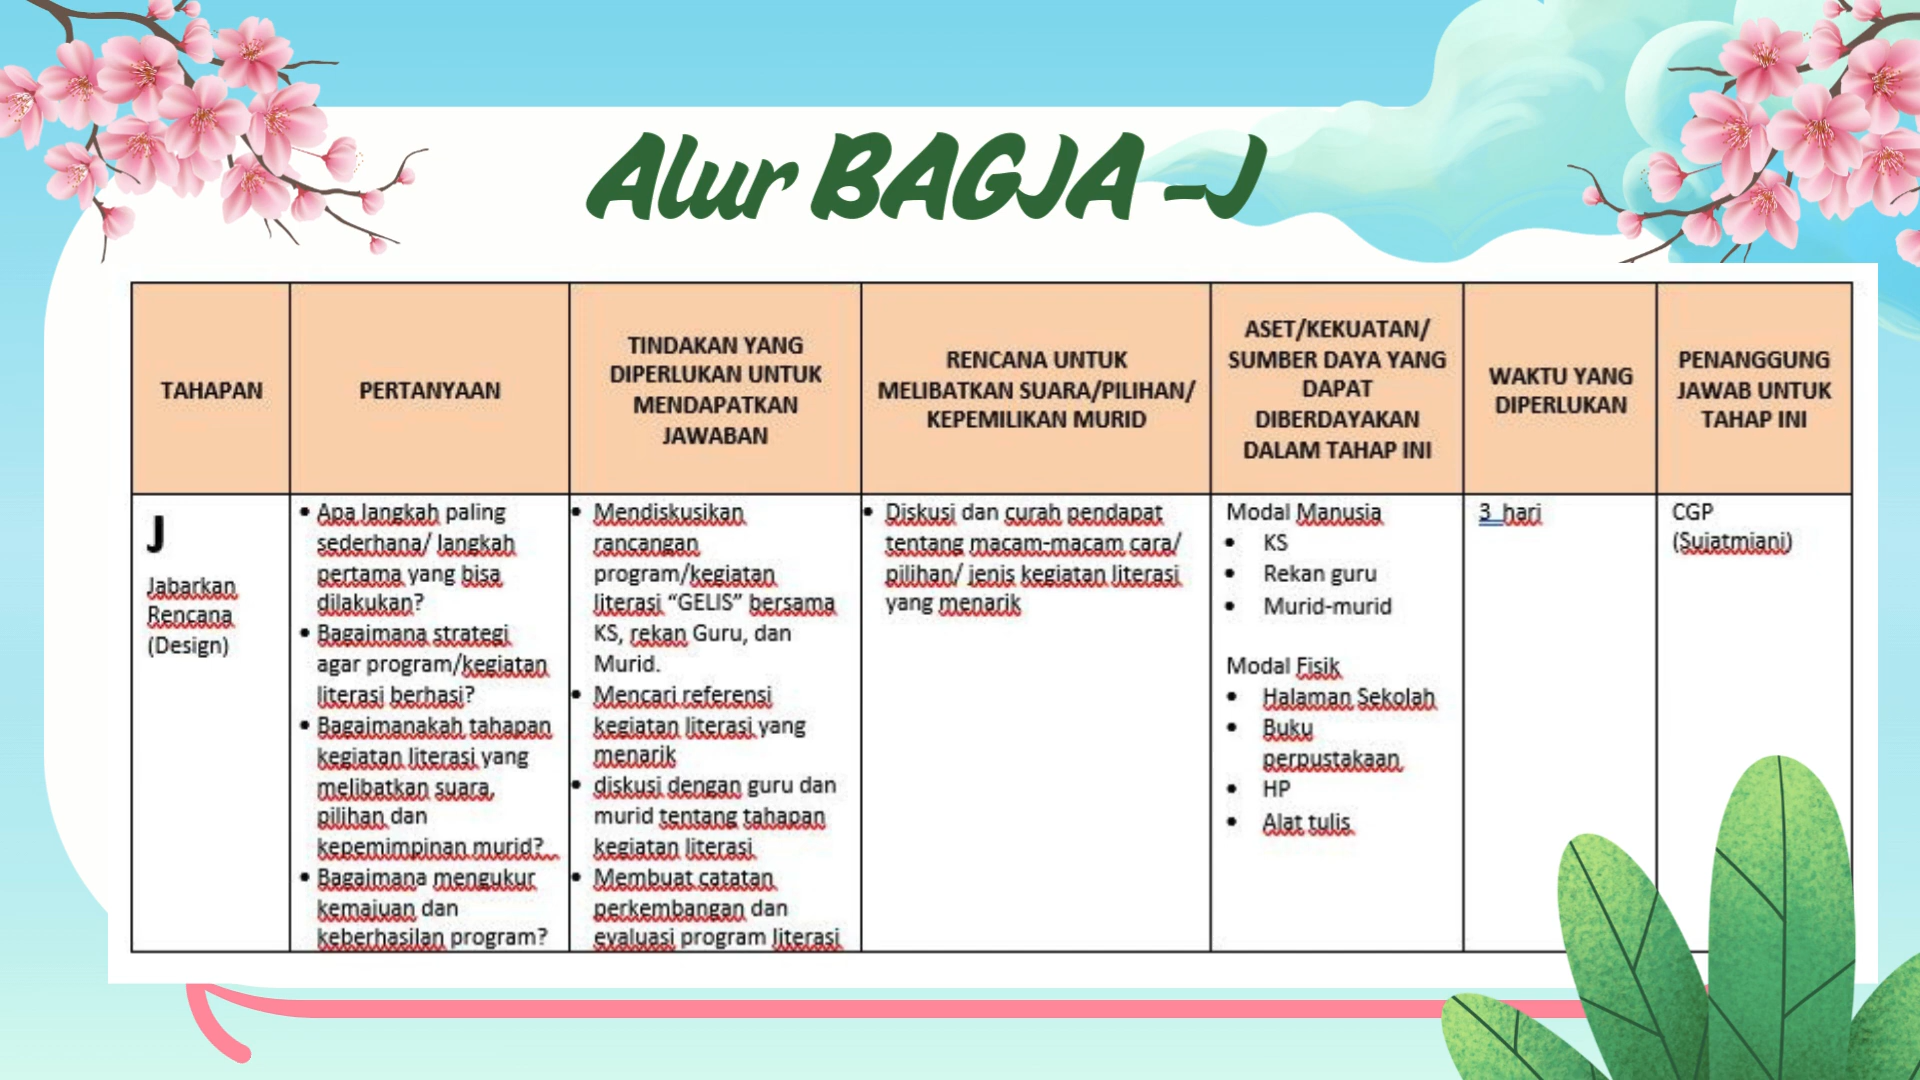 Alur BAGJA -J
TAHAPAN
PERTANYAAN
TINDAKAN YANG
DIPERLUKAN UNTUK
MENDAPATKAN
JAWABAN
RENCANA UNTUK
MELIBATKAN SUARA/PILIHAN/
KEPEMILIKAN MURID
ASET/KEKUATAN/
SUMBER DAYA YANG
DAPAT
DIBERDAYAKAN
DALAM TAHAP INI
WAKTU YANG
DIPERLUKAN
PENANGGUNG
JAWAB UNTUK
TAHAP INI
J
Jabarkan
Rencana
(Design)
• Apa langkah paling
sederhana/ langkah
pertama yang bisa
dilakukan?
• Bagaimana strategi
agar program/kegiatan
literasi berhasi?
• Bagaimanakah tahapan
kegiatan literasi yang
melibatkan suara,
pilihan dan
kepemimpinan murid?
• Bagaimana mengukur
kemajuan dan
keberhasilan program?
• Mendiskusikan
rancangan
program/kegiatan
literasi “GELIS” bersama
KS, rekan Guru, dan
Murid.
• Mencari referensi
kegiatan literasi yang
menarik
• diskusi dengan guru dan
murid tentang tahapan
kegiatan literasi
• Membuat catatan
perkembangan dan
evaluasi program literasi
• Diskusi dan curah pendapat
tentang macam-macam cara/
pilihan/ jenis kegiatan literasi
yang menarik
Modal Manusia
• KS
• Rekan guru
• Murid-murid
Modal Fisik
• Halaman Sekolah
• Buku
perpustakaan
• HP
• Alat tulis
3 hari
CGP
(Sujatmiani)